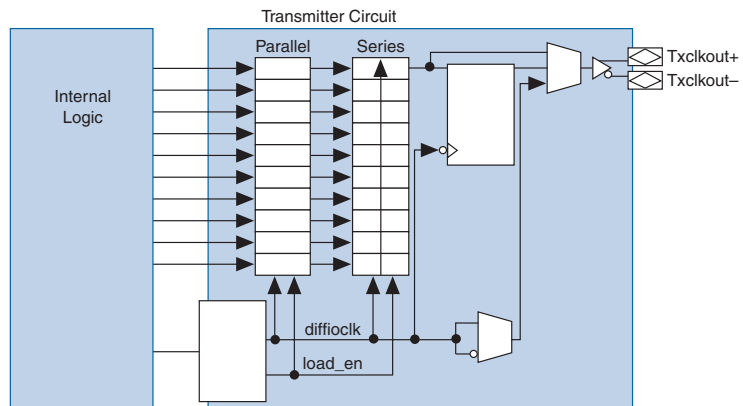 Transmitter Circuit
Parallel
Series
Txclkout+
Txclkout–
Internal
Logic
diffioclk
load_en